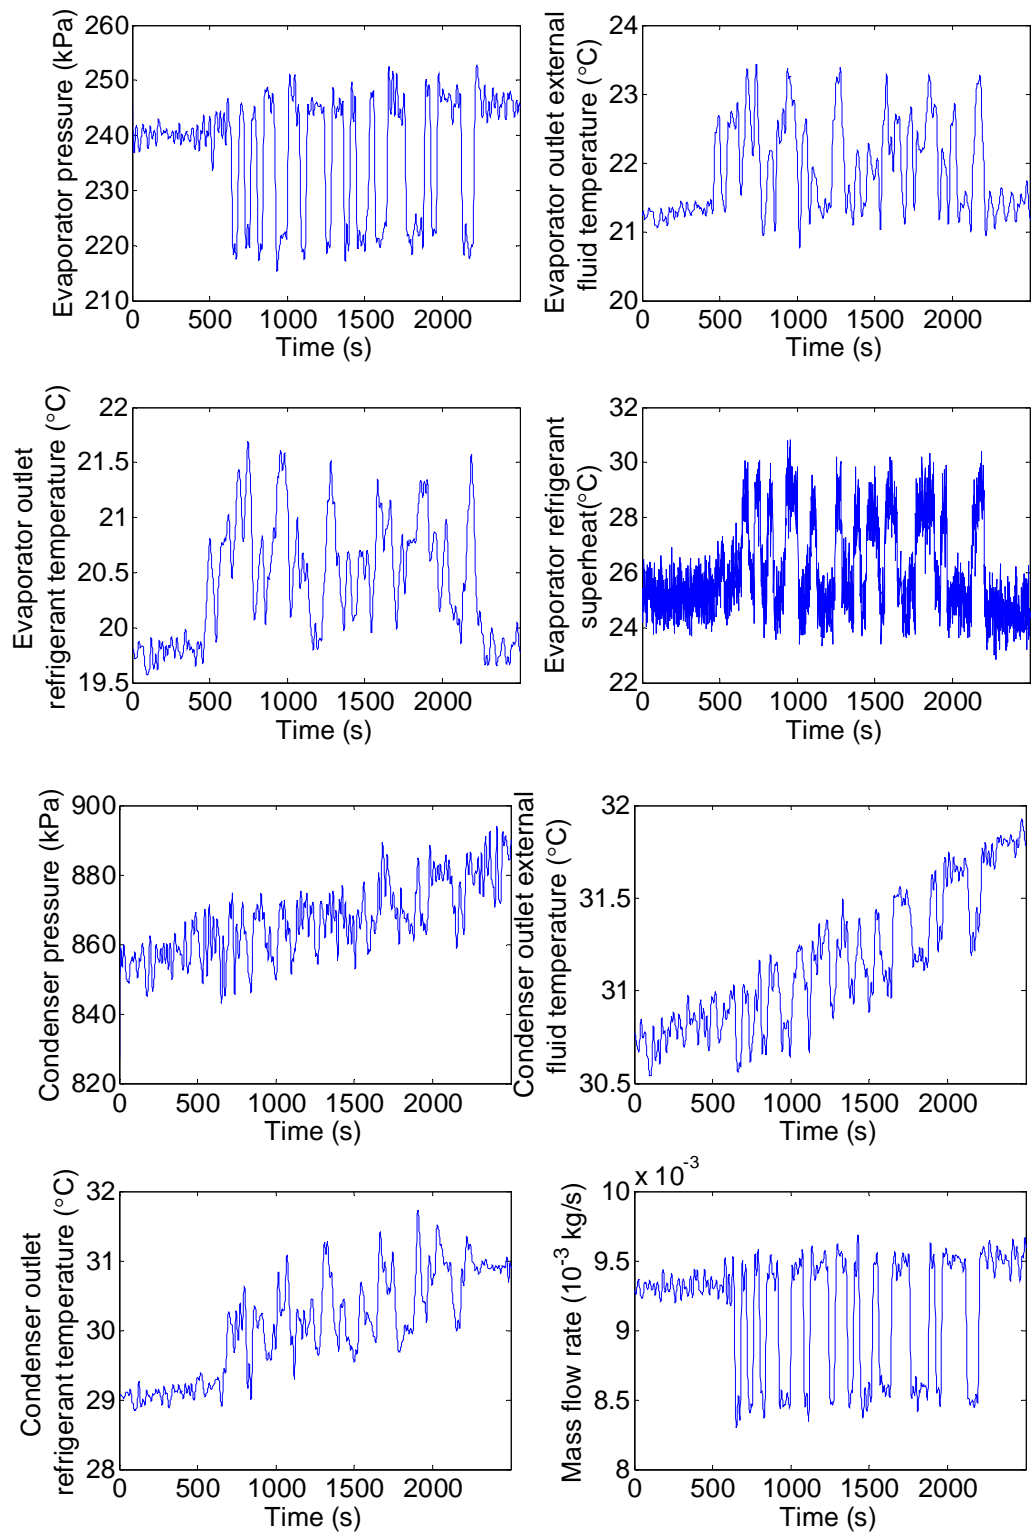 260
250
240
230
220
210
Evaporator pressure (kPa)
0 500 1000 1500 2000
Time (s)
24
23
22
21
20
Evaporator outlet external
fluid temperature (°C)
0 500 1000 1500 2000
Time (s)
22
21.5
21
20.5
20
19.5
Evaporator outlet
refrigerant temperature (°C)
0 500 1000 1500 2000
Time (s)
32
30
28
26
24
22
Evaporator refrigerant
superheat(°C)
0 500 1000 1500 2000
Time (s)
900
880
860
840
820
Condenser pressure (kPa)
0 500 1000 1500 2000
Time (s)
32
31.5
31
30.5
Condenser outlet external
fluid temperature (°C)
0 500 1000 1500 2000
Time (s)
32
31
30
29
28
Condenser outlet
refrigerant temperature (°C)
0 500 1000 1500 2000
Time (s)
x 10-3
10
9.5
9
8.5
8
Mass flow rate (10-3 kg/s)
0 500 1000 1500 2000
Time (s)